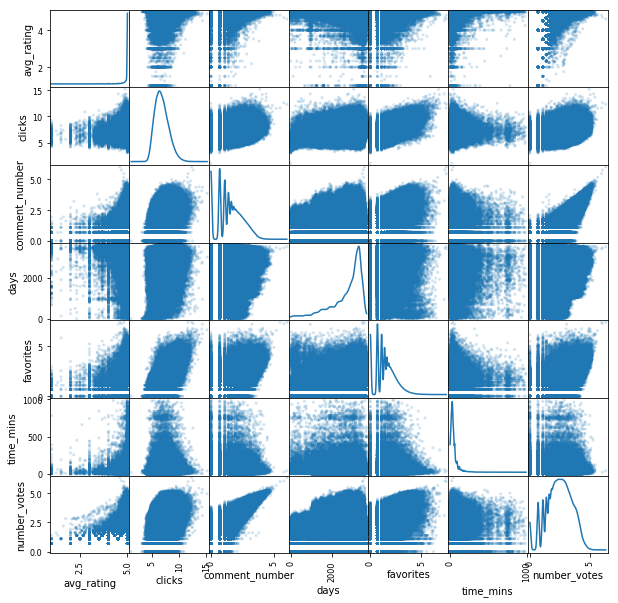 avg_rating
4
2
clicks
15
10
5
comment_number
5.0
2.5
0.0
days
2000
0
favorites
5
0
time_mins
1000
500
0
number_votes
5.0
2.5
0.0
2.5
5.0
5
10
15
0
5
0
2000
0
5
0
1000
0
5
avg_rating
clicks
comment_number
days
favorites
time_mins
number_votes